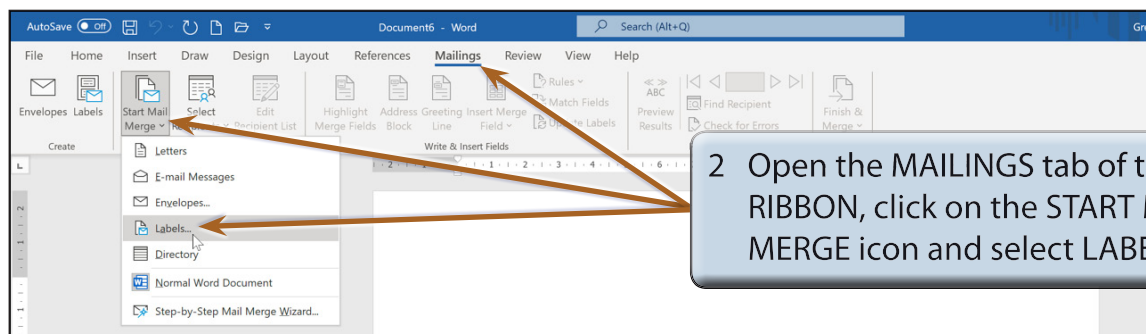 AutoSave Off Document6 - Word Search (Alt+Q)
File Home Insert Draw Design Layout References Mailings Review View Help
Envelopes Labels
Create
Start Mail
Merge
Select
Edit
Recipient List
Highlight
Merge Fields
Address
Block
Greeting
Line
Insert Merge
Field
Rules
Match Fields
Labels
Write & Insert Fields
ABC
Preview
Results
Find Recipient
Check for Errors
Finish &
Merge
Letters
E-mail Messages
Envelopes...
Labels...
Directory
Normal Word Document
Step-by-Step Mail Merge Wizard...
2 Open the MAILINGS tab of
RIBBON, click on the START
MERGE icon and select